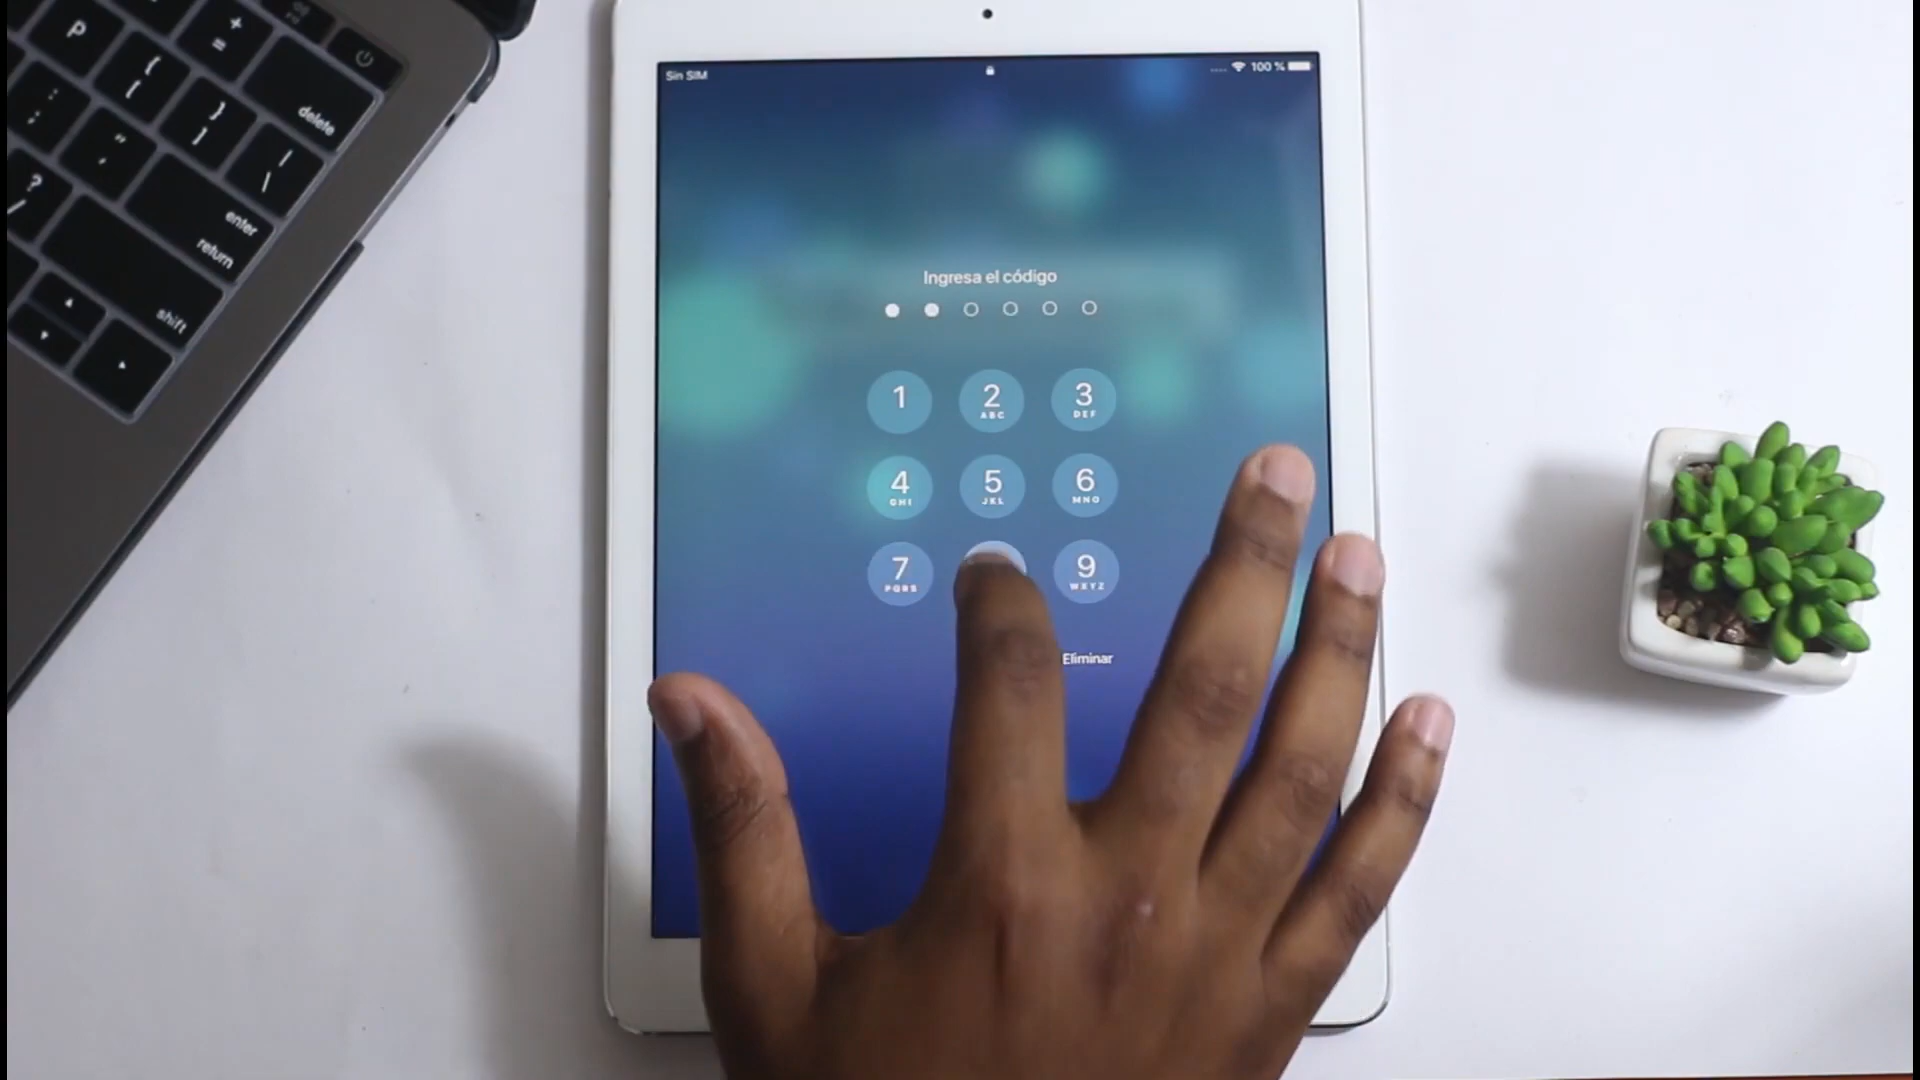 P
+
=
{
[
}
]
delete
:
;
"
'
|
\
?
/
enter
return
shift
Sin SIM
100 %
Ingresa el código
1
2
ABC
3
DEF
4
GHI
5
JKL
6
MNO
7
PQRS
9
WXYZ
Eliminar